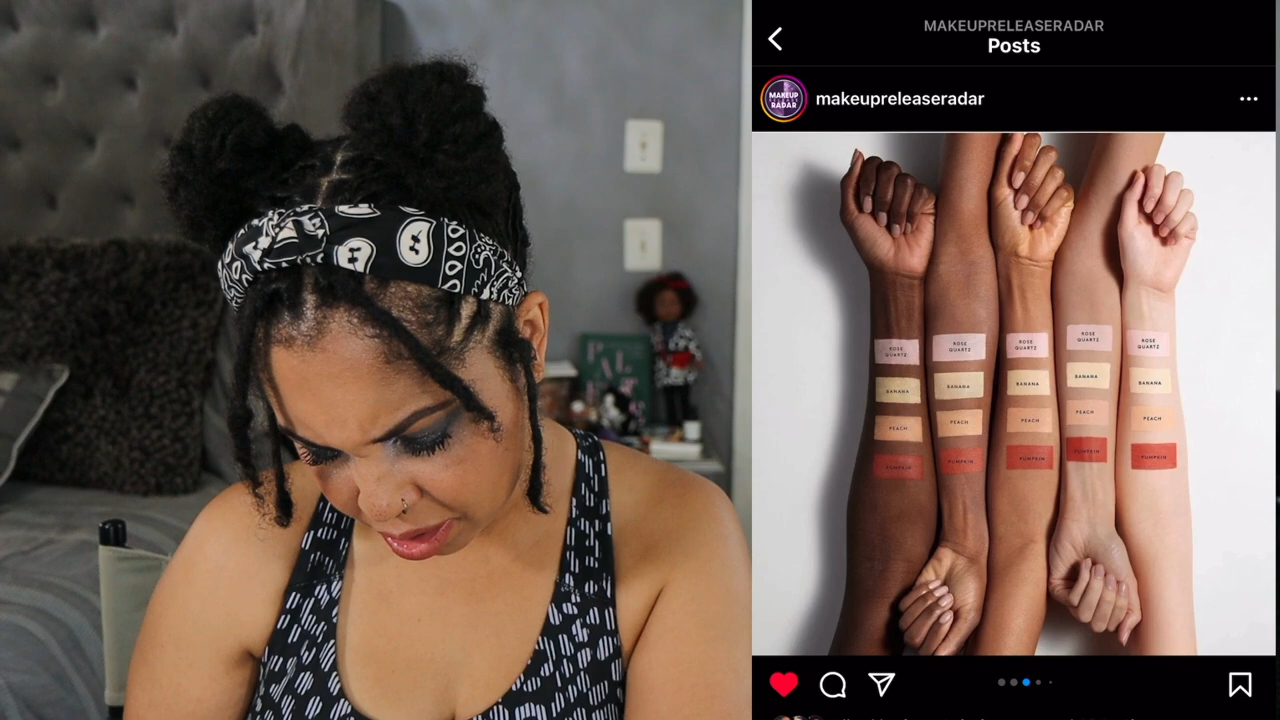 MAKEUPRELEASERADAR
Posts
MAKEUP
RELEASE
RADAR
makeupreleaseradar
ROSE
QUARTZ
BANANA
PEACH
PUMPKIN
ROSE
QUARTZ
BANANA
PEACH
PUMPKIN
ROSE
QUARTZ
BANANA
PEACH
PUMPKIN
ROSE
QUARTZ
BANANA
PEACH
PUMPKIN
ROSE
QUARTZ
BANANA
PEACH
PUMPKIN